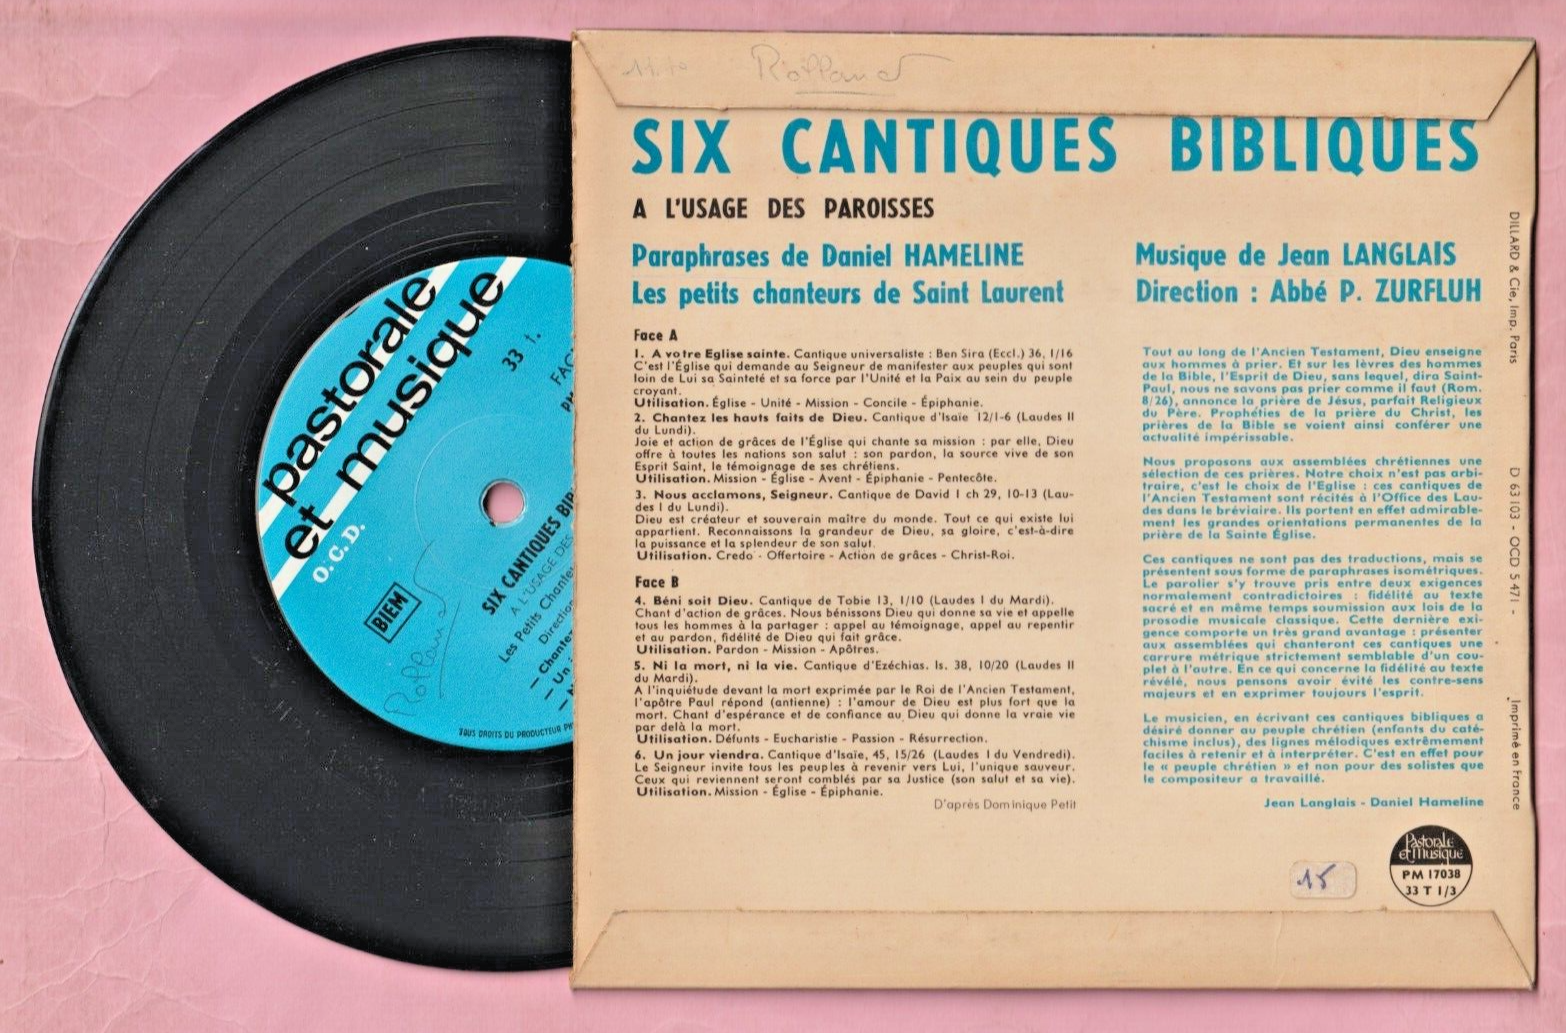 pastorale
et musique
O. C. D.
33 t.
BIEM
Rolland
SIX CANTIQUES BIB
A L'USAGE DES
Les Petits Chanteu
Direction
— Chantez
— Un
TOUS DROITS DU PRODUCTEUR PH
Rolland
SIX CANTIQUES BIBLIQUES
A L'USAGE DES PAROISSES
Paraphrases de Daniel HAMELINE
Les petits chanteurs de Saint Laurent
Musique de Jean LANGLAIS
Direction : Abbé P. ZURFLUH
Face A
1. A votre Eglise sainte. Cantique universaliste : Ben Sira (Eccl.) 36, 1/16
C'est l'Église qui demande au Seigneur de manifester aux peuples qui sont
loin de Lui sa Sainteté et sa force par l'Unité et la Paix au sein du peuple
croyant.
Utilisation. Église - Unité - Mission - Concile - Épiphanie.
2. Chantez les hauts faits de Dieu. Cantique d'Isaïe 12/1-6 (Laudes II
du Lundi).
Joie et action de grâces de l'Église qui chante sa mission : par elle, Dieu
offre à toutes les nations son salut : son pardon, la source vive de son
Esprit Saint, le témoignage de ses chrétiens.
Utilisation. Mission - Église - Avent - Épiphanie - Pentecôte.
3. Nous acclamons, Seigneur. Cantique de David I ch 29, 10-13 (Lau-
des I du Lundi).
Dieu est créateur et souverain maître du monde. Tout ce qui existe lui
appartient. Reconnaissons la grandeur de Dieu, sa gloire, c'est-à-dire
la puissance et la splendeur de son salut.
Utilisation. Credo - Offertoire - Action de grâces - Christ-Roi.
Face B
4. Béni soit Dieu. Cantique de Tobie 13, 1/10 (Laudes I du Mardi).
Chant d'action de grâces. Nous bénissons Dieu qui donne sa vie et appelle
tous les hommes à la partager : appel au témoignage, appel au repentir
et au pardon, fidélité de Dieu qui fait grâce.
Utilisation. Pardon - Mission - Apôtres.
5. Ni la mort, ni la vie. Cantique d'Ezéchias. Is. 38, 10/20 (Laudes II
du Mardi).
A l'inquiétude devant la mort exprimée par le Roi de l'Ancien Testament,
l'apôtre Paul répond (antienne) : l'amour de Dieu est plus fort que la
mort. Chant d'espérance et de confiance au Dieu qui donne la vraie vie
par delà la mort.
Utilisation. Défunts - Eucharistie - Passion - Résurrection.
6. Un jour viendra. Cantique d'Isaïe, 45, 15/26 (Laudes I du Vendredi).
Le Seigneur invite tous les peuples à revenir vers Lui, l'unique sauveur.
Ceux qui reviennent seront comblés par sa Justice (son salut et sa vie).
Utilisation. Mission - Église - Épiphanie.
D'après Dominique Petit
Tout au long de l'Ancien Testament, Dieu enseigne
aux hommes à prier. Et sur les lèvres des hommes
de la Bible, l'Esprit de Dieu, sans lequel, dira Saint-
Paul, nous ne savons pas prier comme il faut (Rom.
8/26), annonce la prière de Jésus, parfait Religieux
du Père. Prophéties de la prière du Christ, les
prières de la Bible se voient ainsi conférer une
actualité impérissable.
Nous proposons aux assemblées chrétiennes une
sélection de ces prières. Notre choix n'est pas arbi-
traire, c'est le choix de l'Eglise : ces cantiques de
l'Ancien Testament sont récités à l'Office des Lau-
des dans le bréviaire. Ils portent en effet admirable-
ment les grandes orientations permanentes de la
prière de la Sainte Église.
Ces cantiques ne sont pas des traductions, mais se
présentent sous forme de paraphrases isométriques.
Le parolier s'y trouve pris entre deux exigences
normalement contradictoires : fidélité au texte
sacré et en même temps soumission aux lois de la
prosodie musicale classique. Cette dernière exi-
gence comporte un très grand avantage : présenter
aux assemblées qui chanteront ces cantiques une
carrure métrique strictement semblable d'un cou-
plet à l'autre. En ce qui concerne la fidélité au texte
révélé, nous pensons avoir évité les contre-sens
majeurs et en exprimer toujours l'esprit.
Le musicien, en écrivant ces cantiques bibliques a
désiré donner au peuple chrétien (enfants du caté-
chisme inclus), des lignes mélodiques extrêmement
faciles à retenir et à interpréter. C'est en effet pour
le « peuple chrétien » et non pour des solistes que
le compositeur a travaillé.
Jean Langlais - Daniel Hameline
15
Pastorale
et Musique
PM 17038
33 T 1/3
DILLARD & Cie, Imp. Paris
D 63103 - OCD 5471 -
Imprimé en France